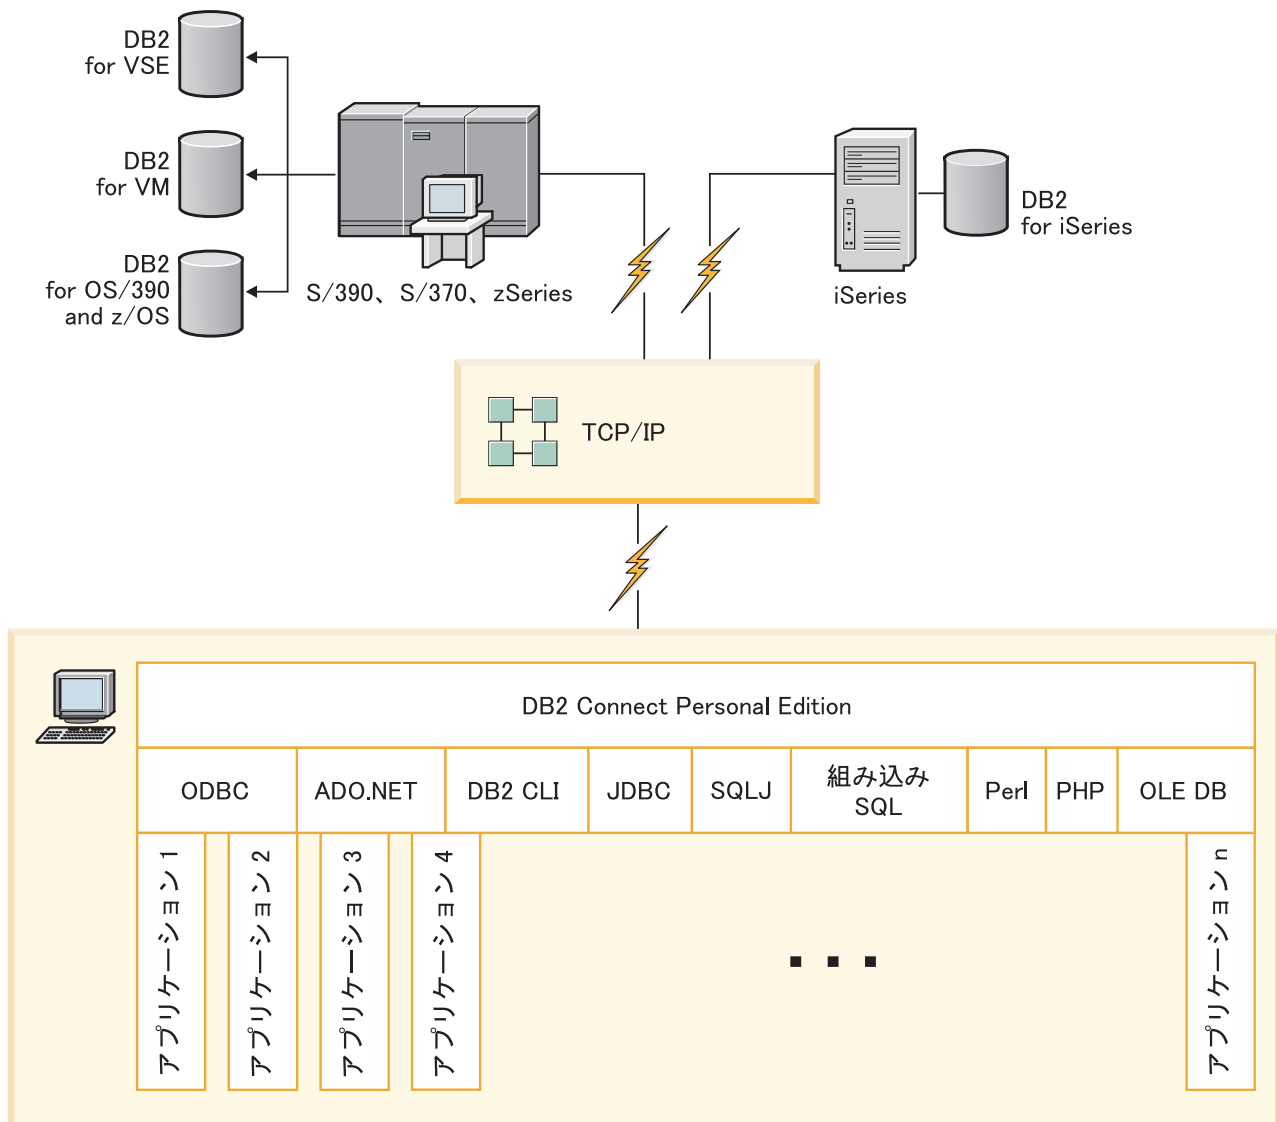 DB2
for VSE
DB2
for VM
DB2
for OS/390
and z/OS
S/390、S/370、zSeries
iSeries
DB2
for iSeries
TCP/IP
DB2 Connect Personal Edition
ODBC
ADO.NET
DB2 CLI
JDBC
SQLJ
組み込み
SQL
Perl
PHP
OLE DB
アプリケーション 1
アプリケーション 2
アプリケーション 3
アプリケーション 4
アプリケーション n